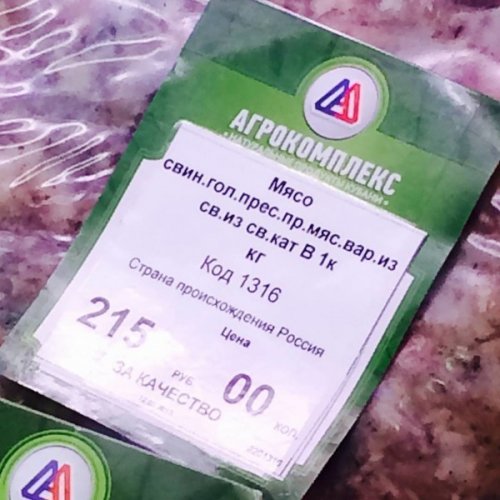 АГРОКОМПЛЕКС
Мясо
свин.гол.прес.пр.мяс.вар.из
св.из св.кат В 1к
кг
Код 1316
Страна происхождения Россия
Цена
215 РУБ. 00 КОП.
ЗА КАЧЕСТВО